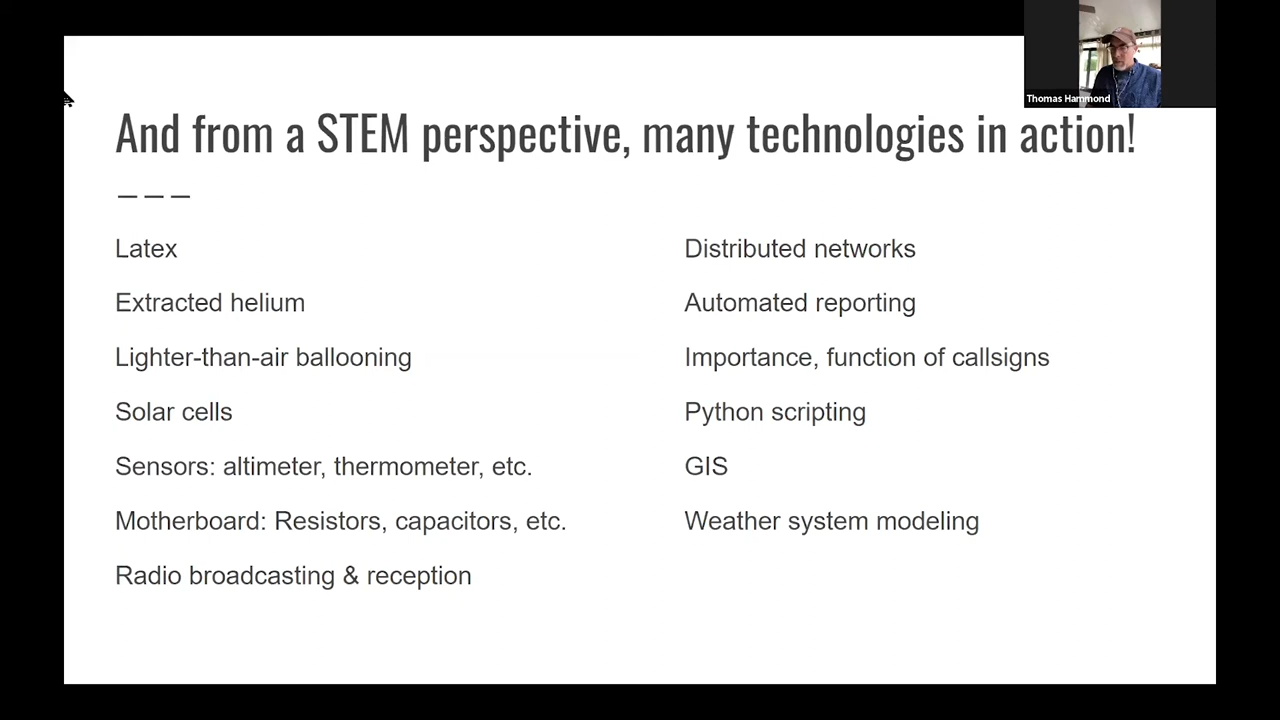 Thomas Hammond
And from a STEM perspective, many technologies in action!
Latex
Extracted helium
Lighter-than-air ballooning
Solar cells
Sensors: altimeter, thermometer, etc.
Motherboard: Resistors, capacitors, etc.
Radio broadcasting & reception
Distributed networks
Automated reporting
Importance, function of callsigns
Python scripting
GIS
Weather system modeling